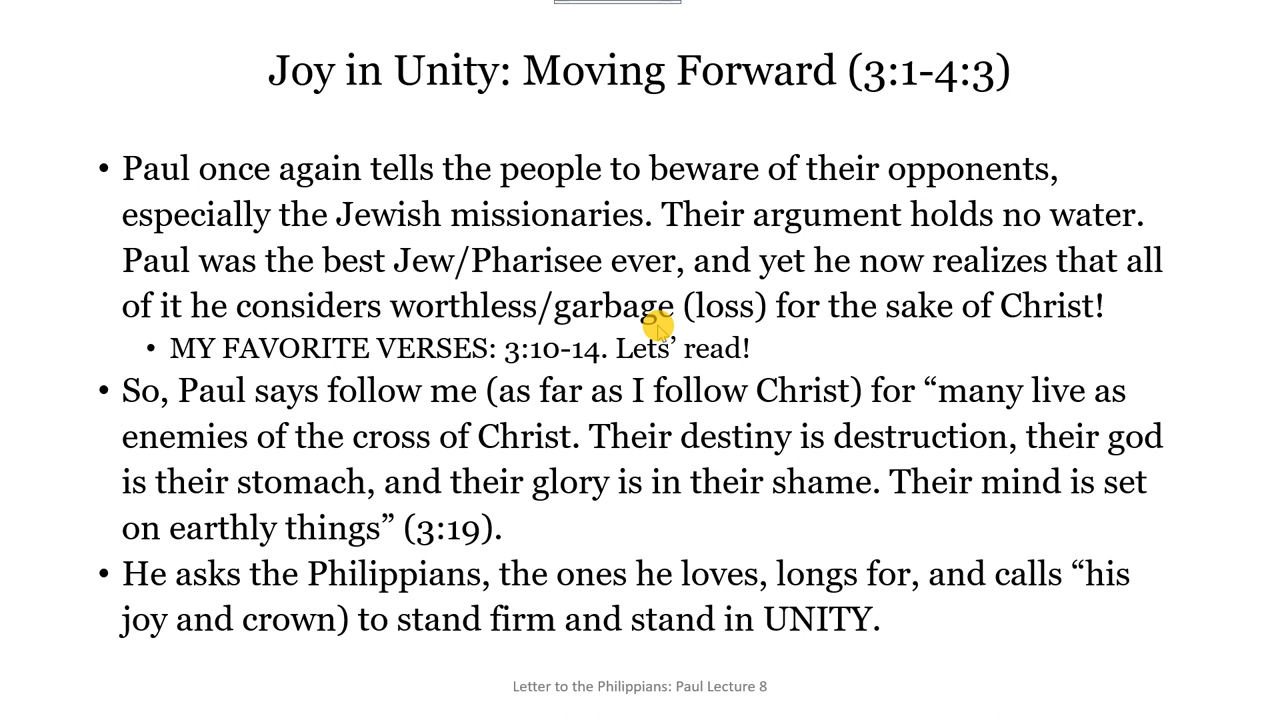 Joy in Unity: Moving Forward (3:1-4:3)
• Paul once again tells the people to beware of their opponents,
especially the Jewish missionaries. Their argument holds no water.
Paul was the best Jew/Pharisee ever, and yet he now realizes that all
of it he considers worthless/garbage (loss) for the sake of Christ!
• MY FAVORITE VERSES: 3:10-14. Lets’ read!
• So, Paul says follow me (as far as I follow Christ) for “many live as
enemies of the cross of Christ. Their destiny is destruction, their god
is their stomach, and their glory is in their shame. Their mind is set
on earthly things” (3:19).
• He asks the Philippians, the ones he loves, longs for, and calls “his
joy and crown) to stand firm and stand in UNITY.
Letter to the Philippians: Paul Lecture 8